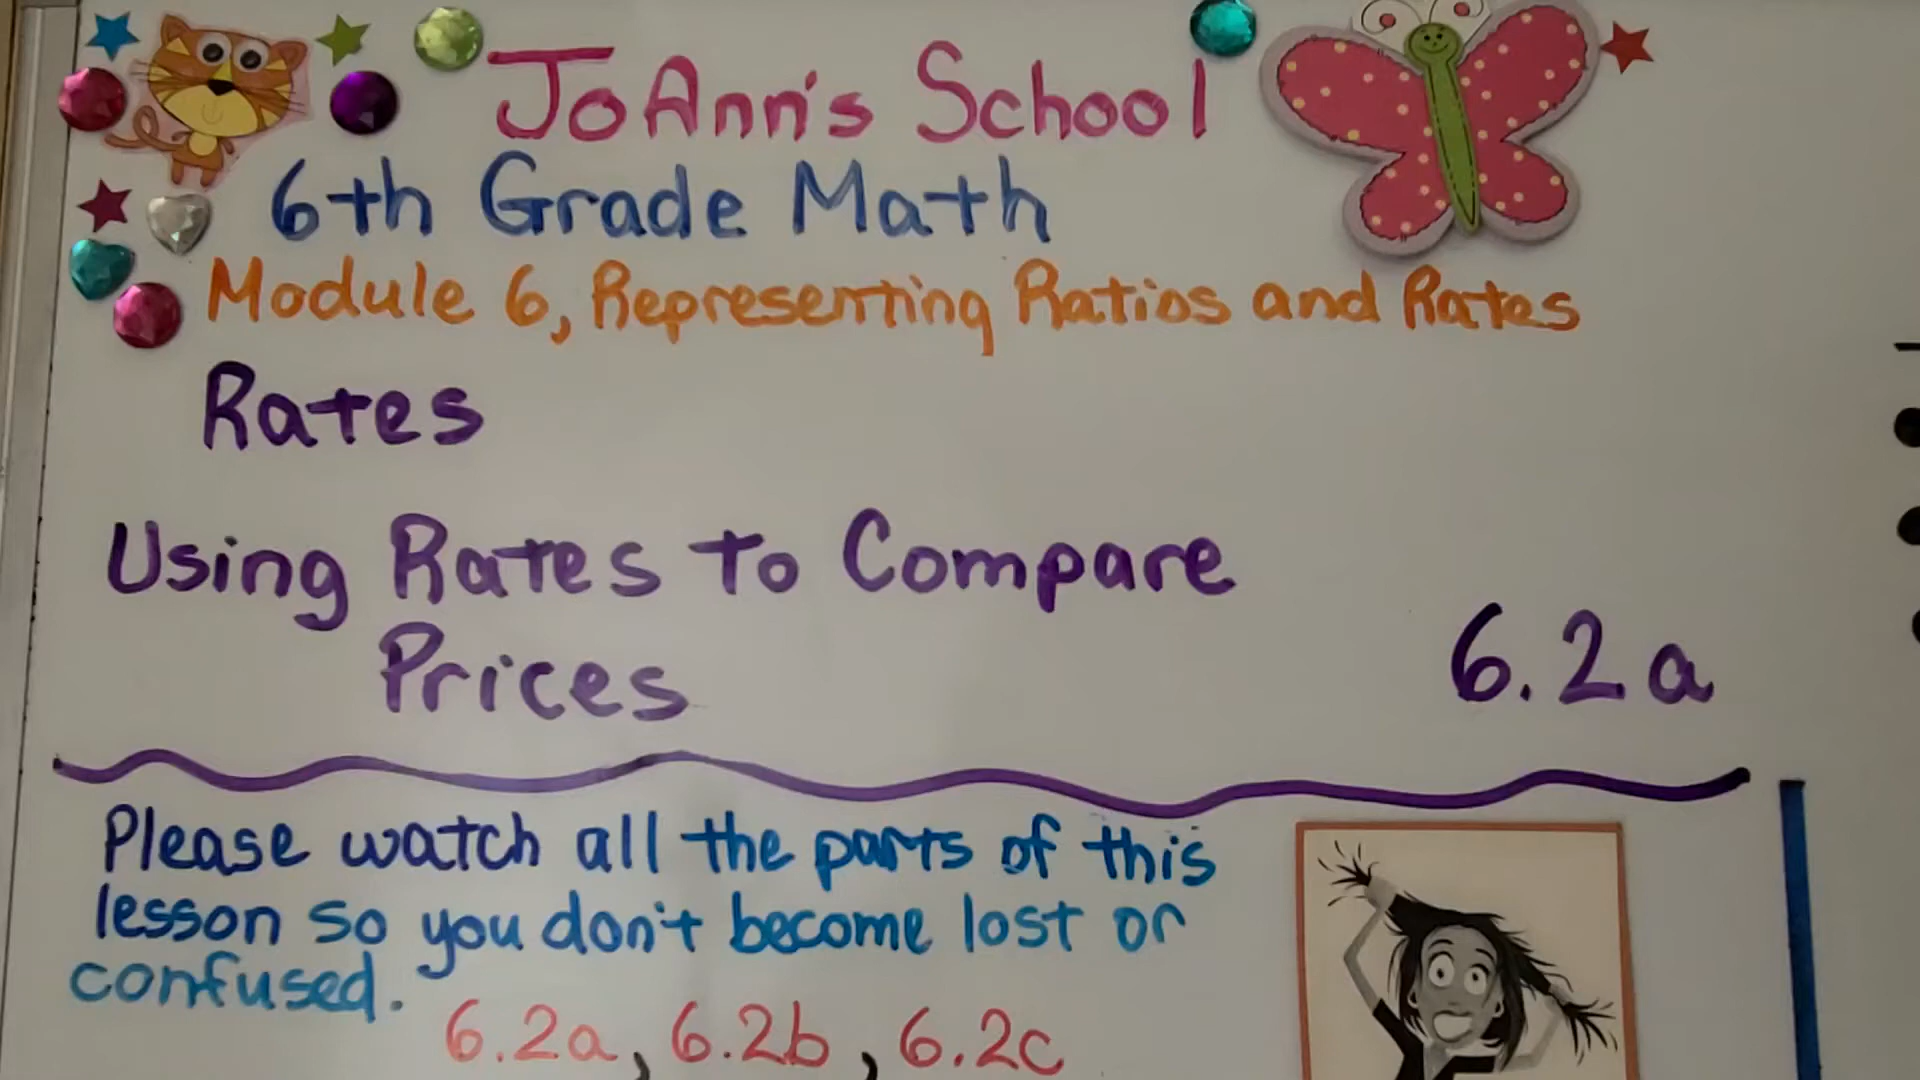 JoAnn's School
6th Grade Math
Module 6, Representing Ratios and Rates
Rates
Using Rates to Compare
Prices
6.2a
Please watch all the parts of this
lesson so you don't become lost or
confused.
6.2a, 6.2b, 6.2c